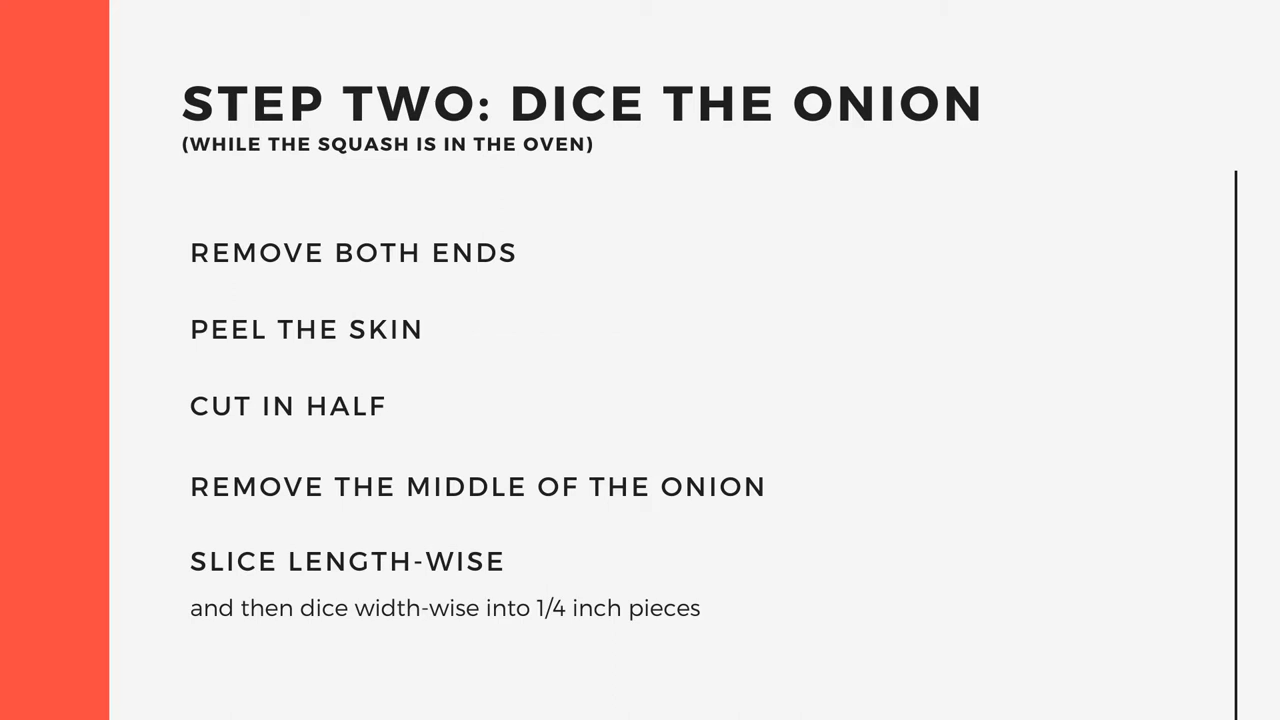 STEP TWO: DICE THE ONION
(WHILE THE SQUASH IS IN THE OVEN)
REMOVE BOTH ENDS
PEEL THE SKIN
CUT IN HALF
REMOVE THE MIDDLE OF THE ONION
SLICE LENGTH-WISE
and then dice width-wise into 1/4 inch pieces